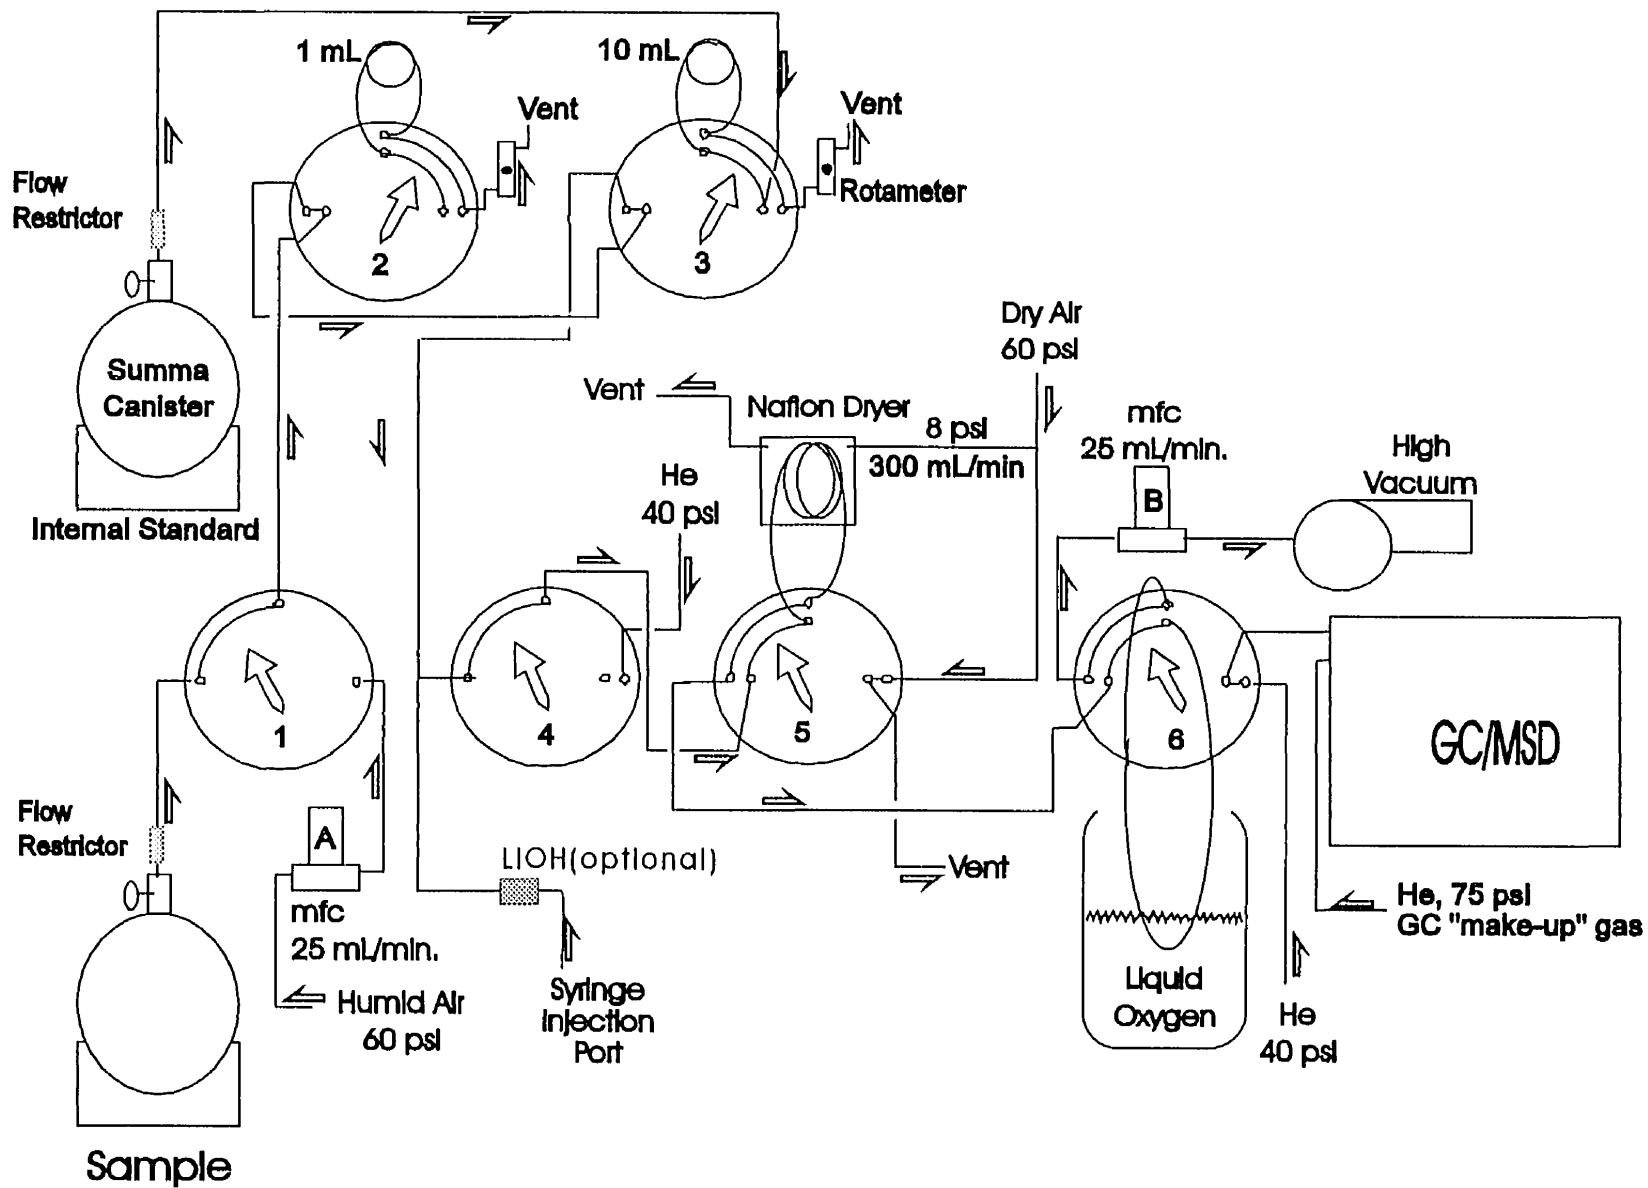 1 mL
10 mL
Vent
Vent
Flow
Restrictor
Rotameter
2
3
Summa
Canister
Internal Standard
Dry Air
60 psi
Vent
Nafion Dryer
8 psi
300 mL/min
mfc
25 mL/min.
B
High
Vacuum
He
40 psi
1
4
5
6
GC/MSD
Flow
Restrictor
A
mfc
25 mL/min.
Humid Air
60 psi
LIOH(optional)
Syringe
Injection
Port
Vent
Liquid
Oxygen
He
40 psi
He, 75 psi
GC "make-up" gas
Sample